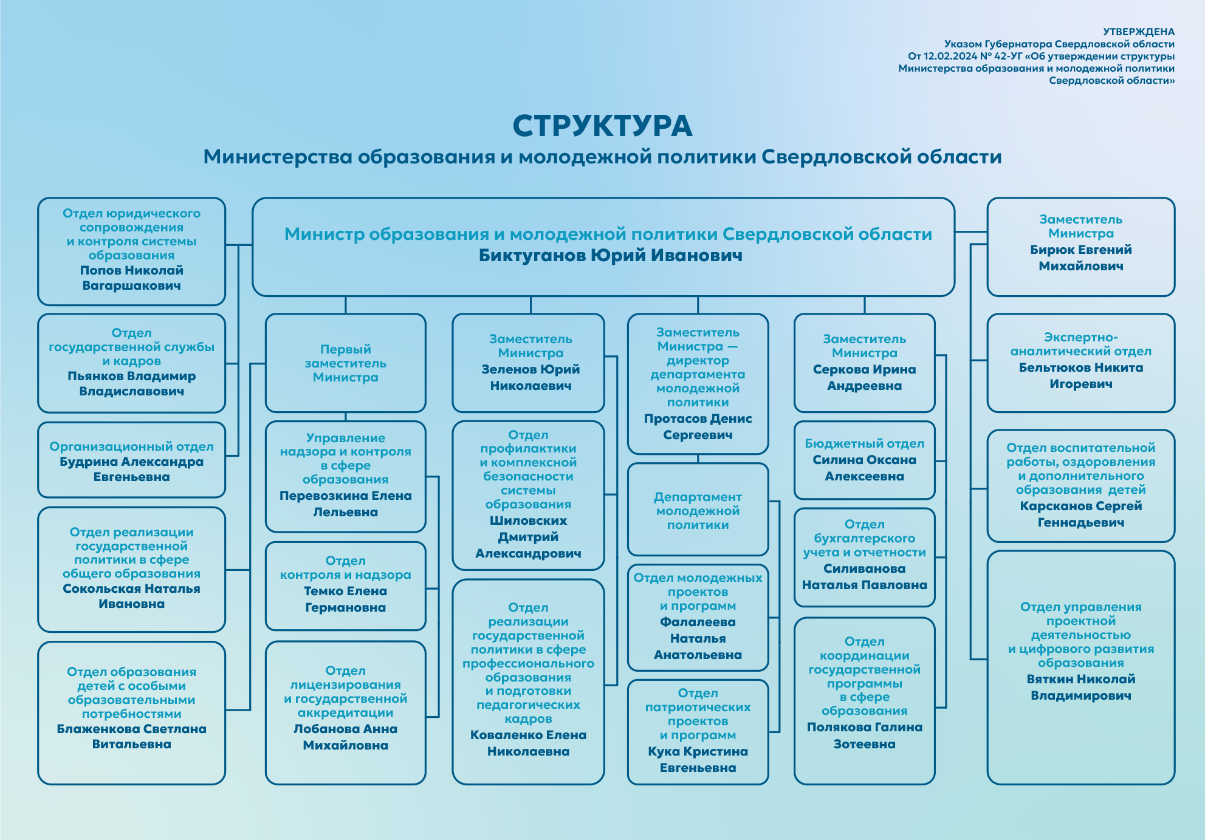 УТВЕРЖДЕНА
Указом Губернатора Свердловской области
От 12.02.2024 № 42-УГ «Об утверждении структуры
Министерства образования и молодежной политики
Свердловской области»
СТРУКТУРА
Министерства образования и молодежной политики Свердловской области
Отдел юридического
сопровождения
и контроля системы
образования
Попов Николай
Вагаршакович
Министр образования и молодежной политики Свердловской области
Биктуганов Юрий Иванович
Заместитель
Министра
Бирюк Евгений
Михайлович
Отдел
государственной службы
и кадров
Пьянков Владимир
Владиславович
Организационный отдел
Будрина Александра
Евгеньевна
Отдел реализации
государственной
политики в сфере
общего образования
Сокольская Наталья
Ивановна
Отдел образования
детей с особыми
образовательными
потребностями
Блаженкова Светлана
Витальевна
Первый
заместитель
Министра
Управление
надзора и контроля
в сфере
образования
Перевозкина Елена
Лельевна
Отдел
контроля и надзора
Темко Елена
Германовна
Отдел
лицензирования
и государственной
аккредитации
Лобанова Анна
Михайловна
Заместитель
Министра
Зеленов Юрий
Николаевич
Отдел
профилактики
и комплексной
безопасности
системы
образования
Шиловских
Дмитрий
Александрович
Отдел
реализации
государственной
политики в сфере
профессионального
образования
и подготовки
педагогических
кадров
Коваленко Елена
Николаевна
Заместитель
Министра —
директор
департамента
молодежной
политики
Протасов Денис
Сергеевич
Департамент
молодежной
политики
Отдел молодежных
проектов
и программ
Фалалеева
Наталья
Анатольевна
Отдел
патриотических
проектов
и программ
Кука Кристина
Евгеньевна
Заместитель
Министра
Серкова Ирина
Андреевна
Бюджетный отдел
Силина Оксана
Алексеевна
Отдел
бухгалтерского
учета и отчетности
Силиванова
Наталья Павловна
Отдел
координации
государственной
программы
в сфере
образования
Полякова Галина
Зотеевна
Экспертно-
аналитический отдел
Бельтюков Никита
Игоревич
Отдел воспитательной
работы, оздоровления
и дополнительного
образования детей
Карсканов Сергей
Геннадьевич
Отдел управления
проектной
деятельностью
и цифрового развития
образования
Вяткин Николай
Владимирович